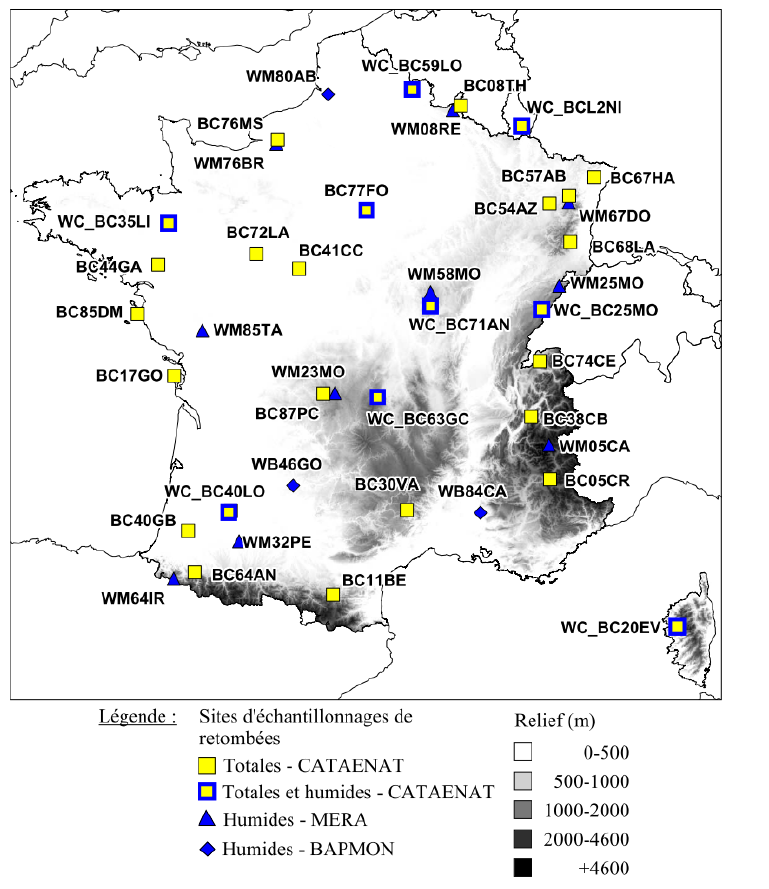 WM80AB
WC_BC59LO
BC08TH
WC_BCL2NI
BC76MS
WM08RE
WM76BR
BC57AB
BC67HA
BC77FO
BC54AZ
WM67DO
WC_BC35LI
BC72LA
BC68LA
BC41CC
BC44GA
WM58MO
WM25MO
BC85DM
WC_BC25MO
WM85TA
WC_BC71AN
BC74CE
WM23MO
BC17GO
BC87PC
WC_BC63GC
BC38CB
WM05CA
WB46GO
BC05CR
BC30VA
WB84CA
WC_BC40LO
BC40GB
WM32PE
BC64AN
BC11BE
WM64IR
WC_BC20EV
Légende :
Sites d'échantillonnages de
retombées
Totales - CATAENAT
Totales et humides - CATAENAT
Humides - MERA
Humides - BAPMON
Relief (m)
0-500
500-1000
1000-2000
2000-4600
+4600